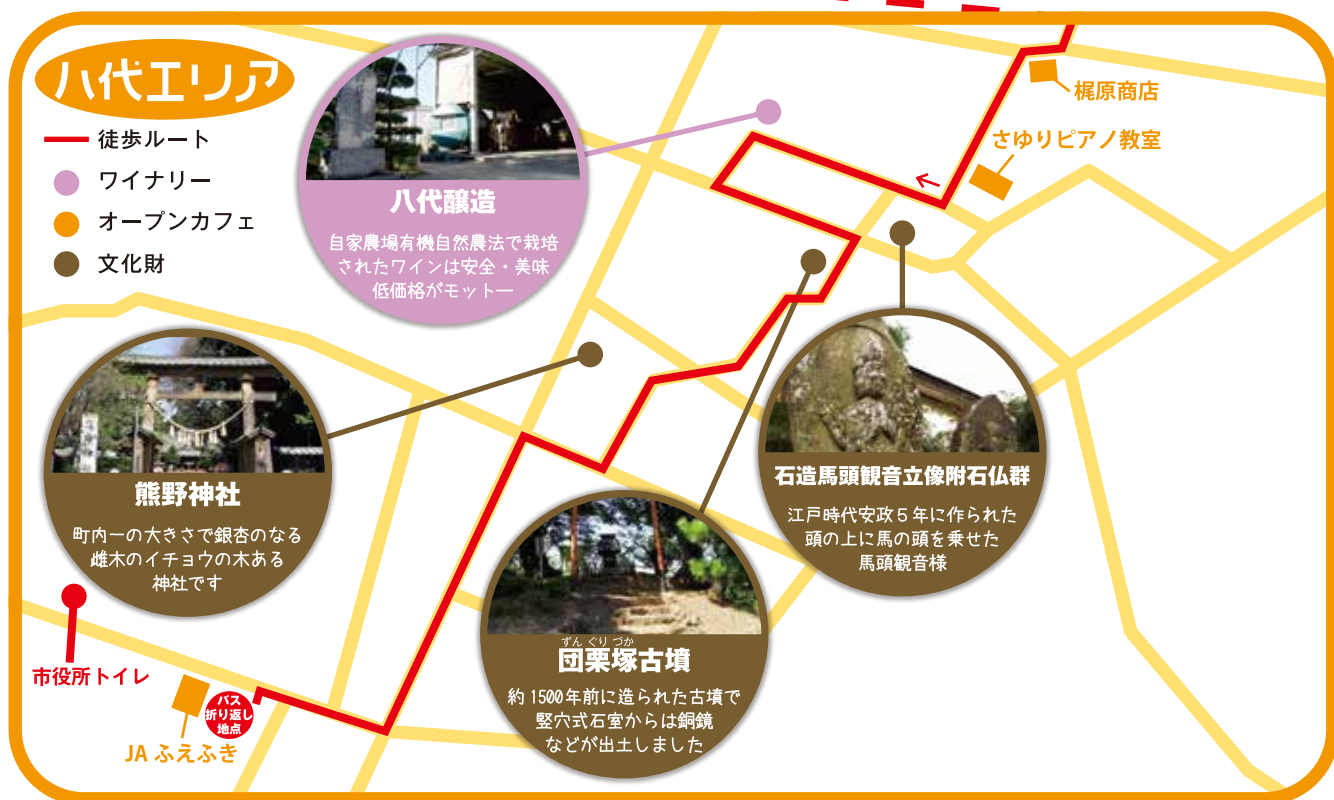 八代エリア
徒歩ルート
ワイナリー
オープンカフェ
文化財
八代醸造
自家農場有機自然農法で栽培
されたワインは安全・美味
低価格がモットー
梶原商店
さゆりピアノ教室
←
熊野神社
町内一の大きさで銀杏のなる
雌木のイチョウの木ある
神社です
石造馬頭観音立像附石仏群
江戸時代安政5年に作られた
頭の上に馬の頭を乗せた
馬頭観音様
ずんぐりづか
団栗塚古墳
約1500年前に造られた古墳で
竪穴式石室からは銅鏡
などが出土しました
市役所トイレ
バス
折り返し
地点
JAふえふき